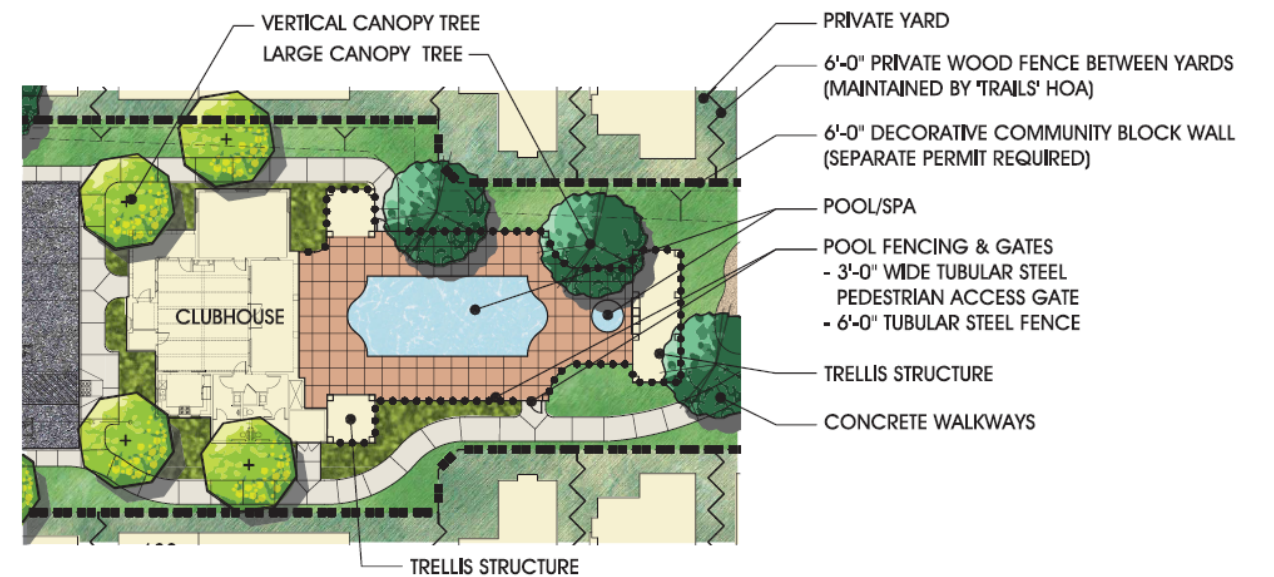 VERTICAL CANOPY TREE
LARGE CANOPY TREE
PRIVATE YARD
6'-0" PRIVATE WOOD FENCE BETWEEN YARDS
(MAINTAINED BY 'TRAILS' HOA)
6'-0" DECORATIVE COMMUNITY BLOCK WALL
(SEPARATE PERMIT REQUIRED)
POOL/SPA
POOL FENCING & GATES
- 3'-0" WIDE TUBULAR STEEL
PEDESTRIAN ACCESS GATE
- 6'-0" TUBULAR STEEL FENCE
CLUBHOUSE
TRELLIS STRUCTURE
CONCRETE WALKWAYS
TRELLIS STRUCTURE